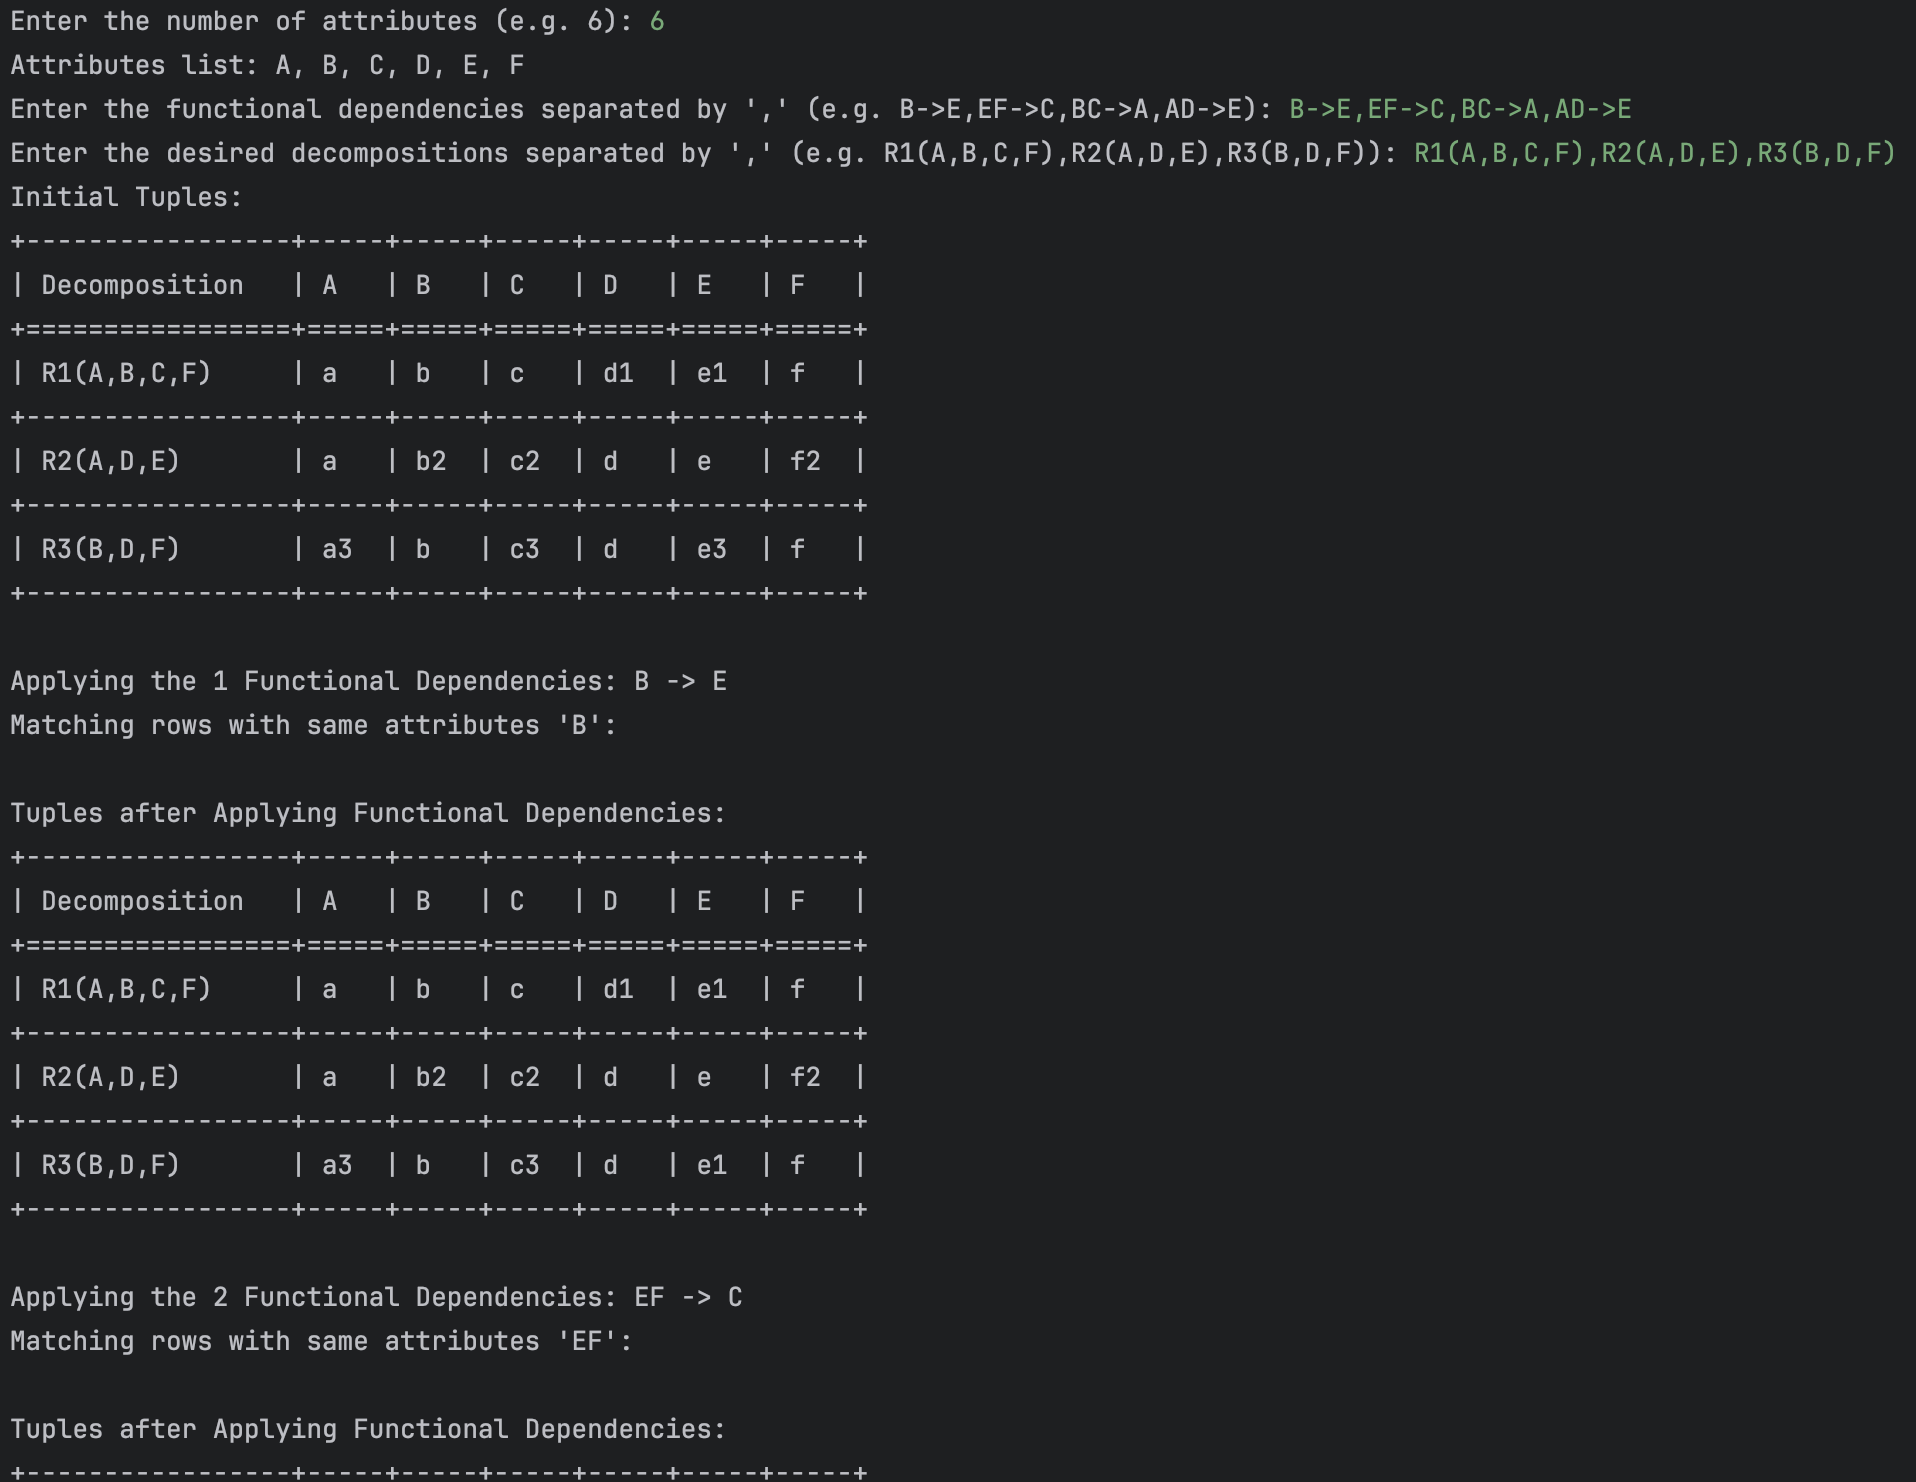 Enter the number of attributes (e.g. 6): 6
Attributes list: A, B, C, D, E, F
Enter the functional dependencies separated by ',' (e.g. B->E,EF->C,BC->A,AD->E): B->E,EF->C,BC->A,AD->E
Enter the desired decompositions separated by ',' (e.g. R1(A,B,C,F),R2(A,D,E),R3(B,D,F)): R1(A,B,C,F),R2(A,D,E),R3(B,D,F)
Initial Tuples:
+-----------------+-----+-----+-----+-----+-----+-----+
| Decomposition   | A   | B   | C   | D   | E   | F   |
+=================+=====+=====+=====+=====+=====+=====+
| R1(A,B,C,F)     | a   | b   | c   | d1  | e1  | f   |
+-----------------+-----+-----+-----+-----+-----+-----+
| R2(A,D,E)       | a   | b2  | c2  | d   | e   | f2  |
+-----------------+-----+-----+-----+-----+-----+-----+
| R3(B,D,F)       | a3  | b   | c3  | d   | e3  | f   |
+-----------------+-----+-----+-----+-----+-----+-----+
Applying the 1 Functional Dependencies: B -> E
Matching rows with same attributes 'B':
Tuples after Applying Functional Dependencies:
+-----------------+-----+-----+-----+-----+-----+-----+
| Decomposition   | A   | B   | C   | D   | E   | F   |
+=================+=====+=====+=====+=====+=====+=====+
| R1(A,B,C,F)     | a   | b   | c   | d1  | e1  | f   |
+-----------------+-----+-----+-----+-----+-----+-----+
| R2(A,D,E)       | a   | b2  | c2  | d   | e   | f2  |
+-----------------+-----+-----+-----+-----+-----+-----+
| R3(B,D,F)       | a3  | b   | c3  | d   | e1  | f   |
+-----------------+-----+-----+-----+-----+-----+-----+
Applying the 2 Functional Dependencies: EF -> C
Matching rows with same attributes 'EF':
Tuples after Applying Functional Dependencies:
+-----------------+-----+-----+-----+-----+-----+-----+